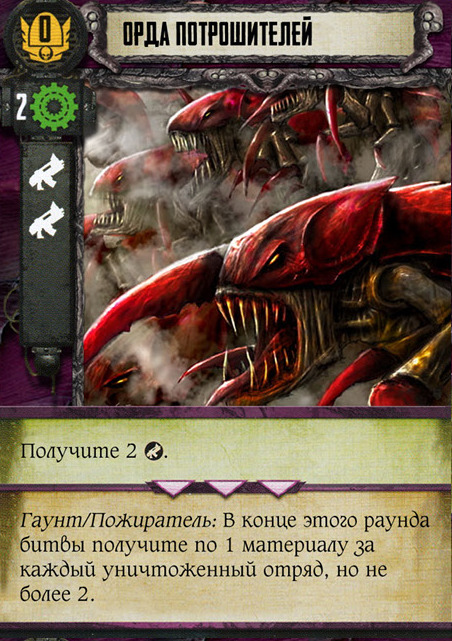 0
ОРДА ПОТРОШИТЕЛЕЙ
2
Получите 2 .
Гаунт/Пожиратель: В конце этого раунда
битвы получите по 1 материалу за
каждый уничтоженный отряд, но не
более 2.